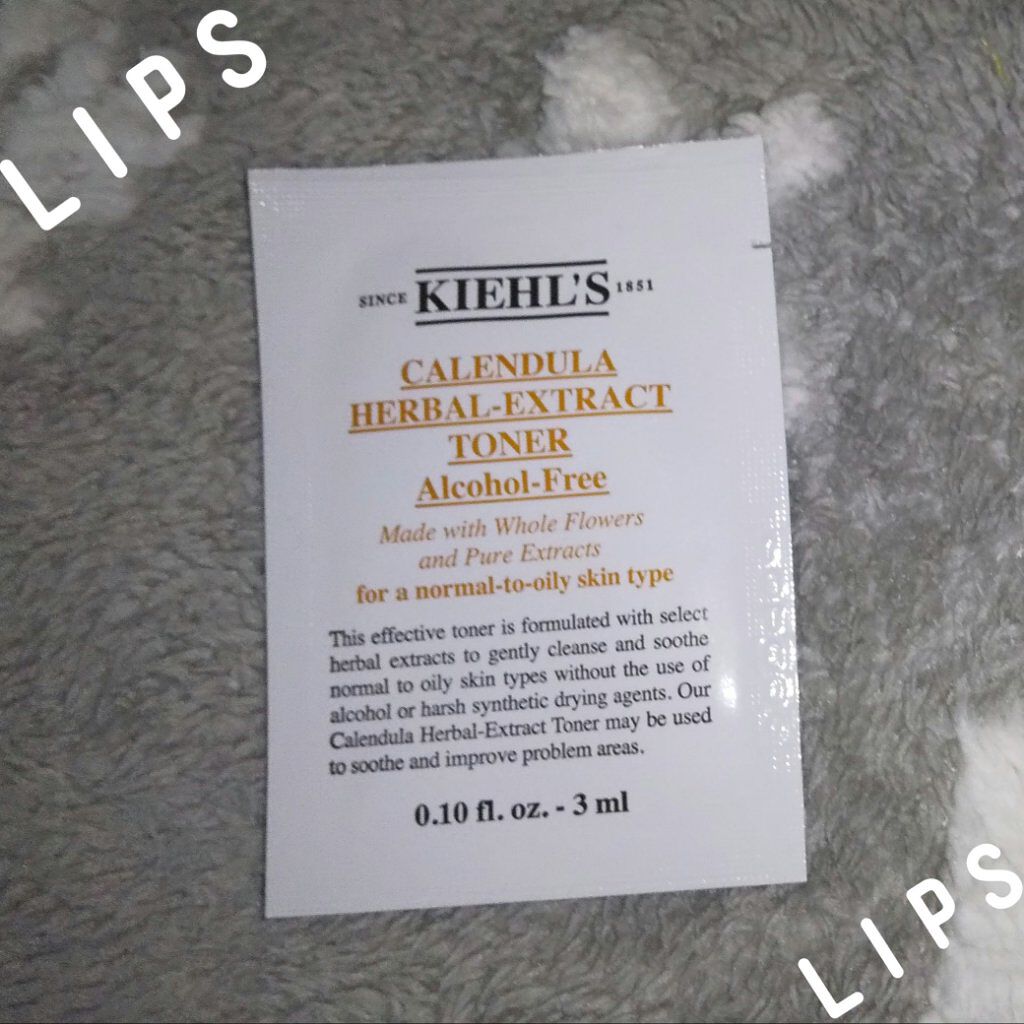 LIPS
SINCE KIEHL'S 1851
CALENDULA
HERBAL-EXTRACT
TONER
Alcohol-Free
Made with Whole Flowers
and Pure Extracts
for a normal-to-oily skin type
This effective toner is formulated with select
herbal extracts to gently cleanse and soothe
normal to oily skin types without the use of
alcohol or harsh synthetic drying agents. Our
Calendula Herbal-Extract Toner may be used
to soothe and improve problem areas.
0.10 fl. oz. - 3 ml
LIPS